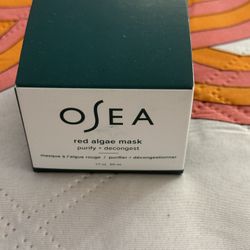 OSEA
red algae mask
purify + decongest
masque à l'algue rouge / purifier + décongestionner